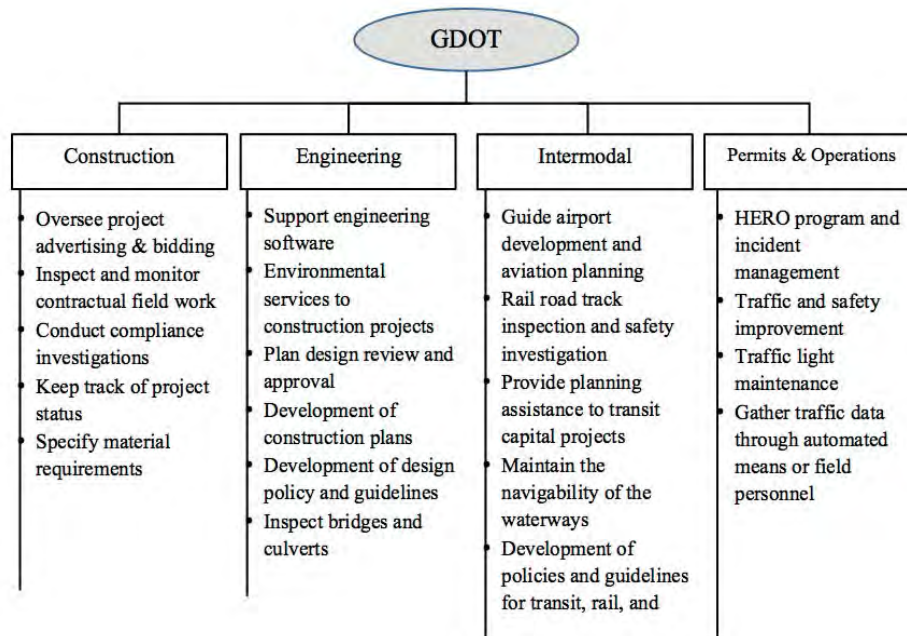 GDOT
Construction
Oversee project
advertising & bidding
Inspect and monitor
contractual field work
Conduct compliance
investigations
Keep track of project
status
Specify material
requirements
Engineering
Support engineering
software
Environmental
services to
construction projects
Plan design review and
approval
Development of
construction plans
Development of design
policy and guidelines
Inspect bridges and
culverts
Intermodal
Guide airport
development and
aviation planning
Rail road track
inspection and safety
investigation
Provide planning
assistance to transit
capital projects
Maintain the
navigability of the
waterways
Development of
policies and guidelines
for transit, rail, and
Permits & Operations
HERO program and
incident
management
Traffic and safety
improvement
Traffic light
maintenance
Gather traffic data
through automated
means or field
personnel